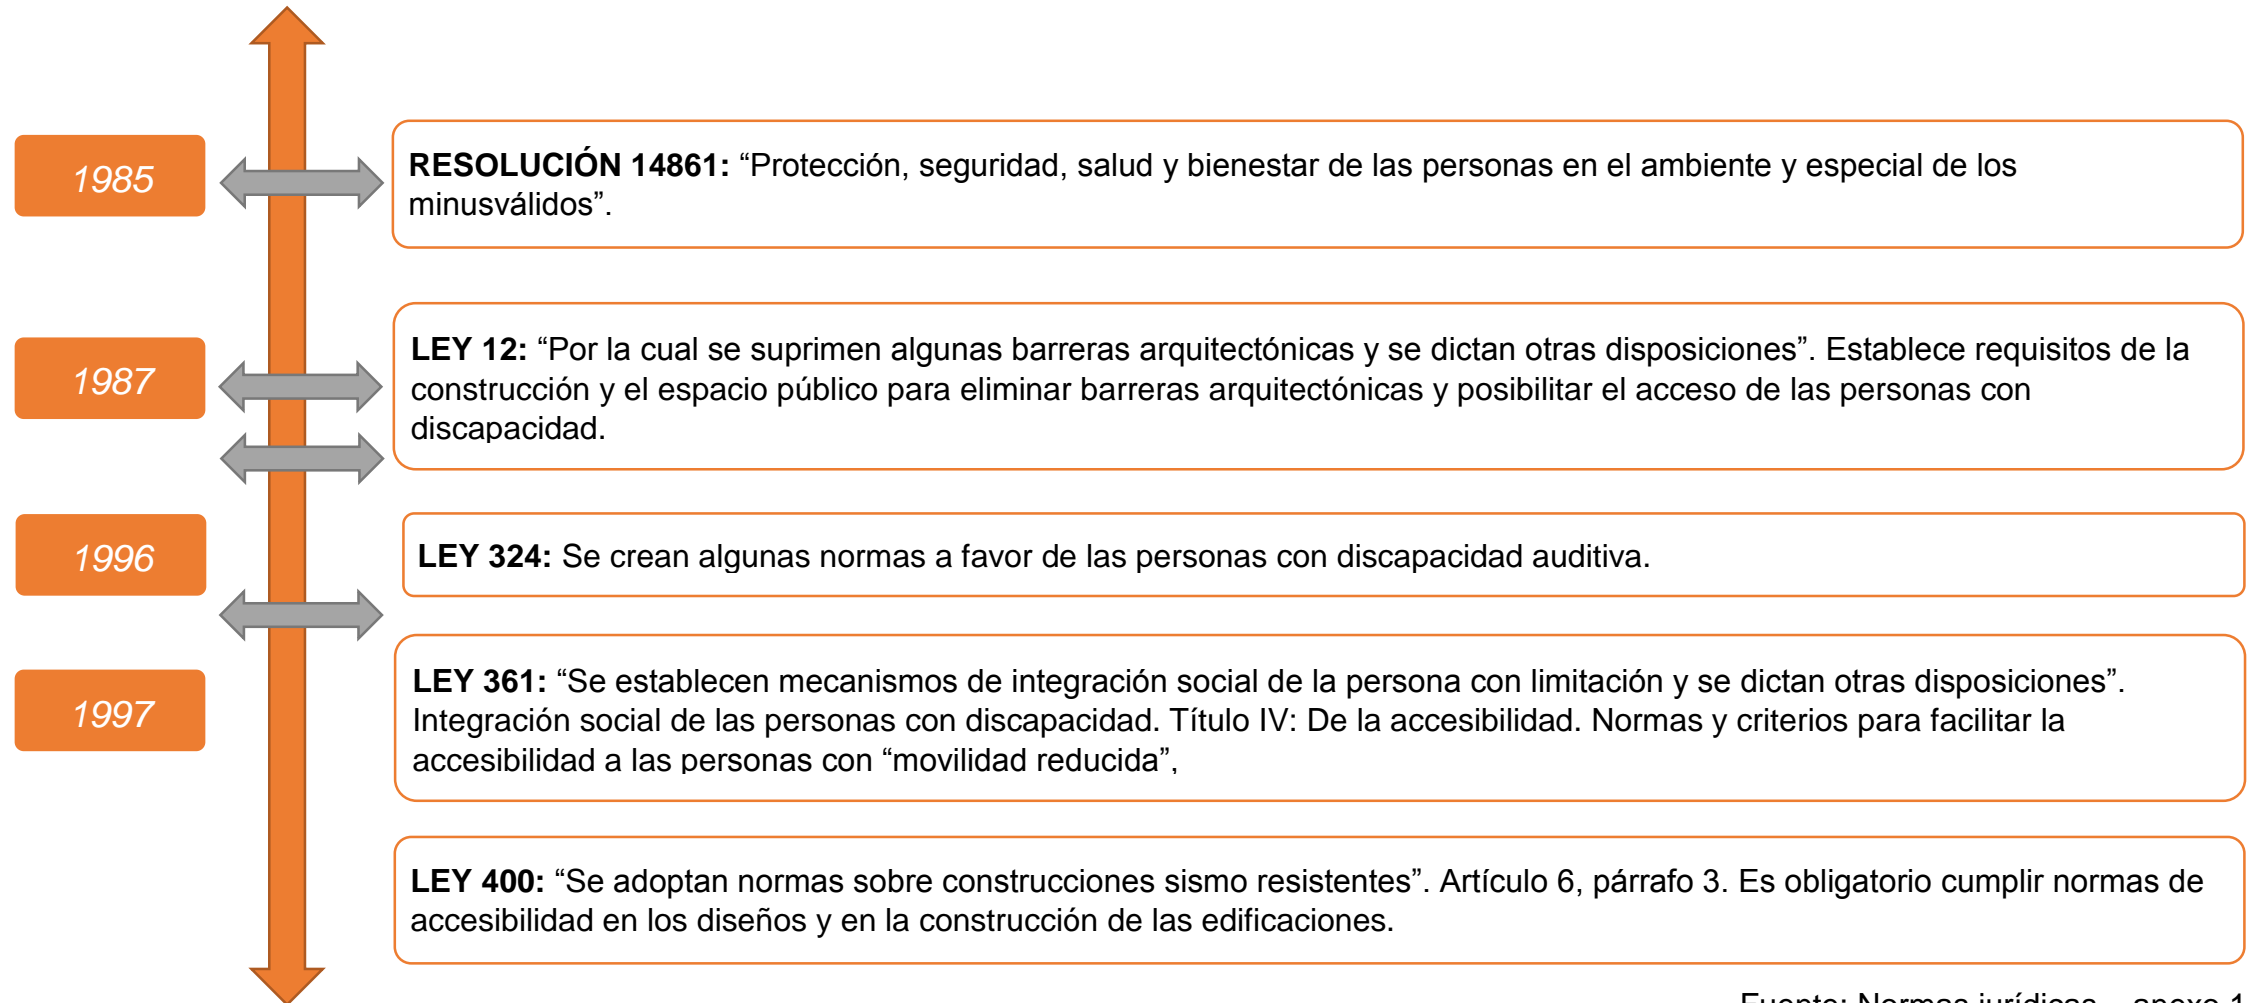 1985
RESOLUCIÓN 14861: “Protección, seguridad, salud y bienestar de las personas en el ambiente y especial de los
minusválidos”.
1987
LEY 12: “Por la cual se suprimen algunas barreras arquitectónicas y se dictan otras disposiciones”. Establece requisitos de la
construcción y el espacio público para eliminar barreras arquitectónicas y posibilitar el acceso de las personas con
discapacidad.
1996
LEY 324: Se crean algunas normas a favor de las personas con discapacidad auditiva.
1997
LEY 361: “Se establecen mecanismos de integración social de la persona con limitación y se dictan otras disposiciones”.
Integración social de las personas con discapacidad. Título IV: De la accesibilidad. Normas y criterios para facilitar la
accesibilidad a las personas con “movilidad reducida”,
LEY 400: “Se adoptan normas sobre construcciones sismo resistentes”. Artículo 6, párrafo 3. Es obligatorio cumplir normas de
accesibilidad en los diseños y en la construcción de las edificaciones.
Fuente: Normas jurídicas – anexo 1